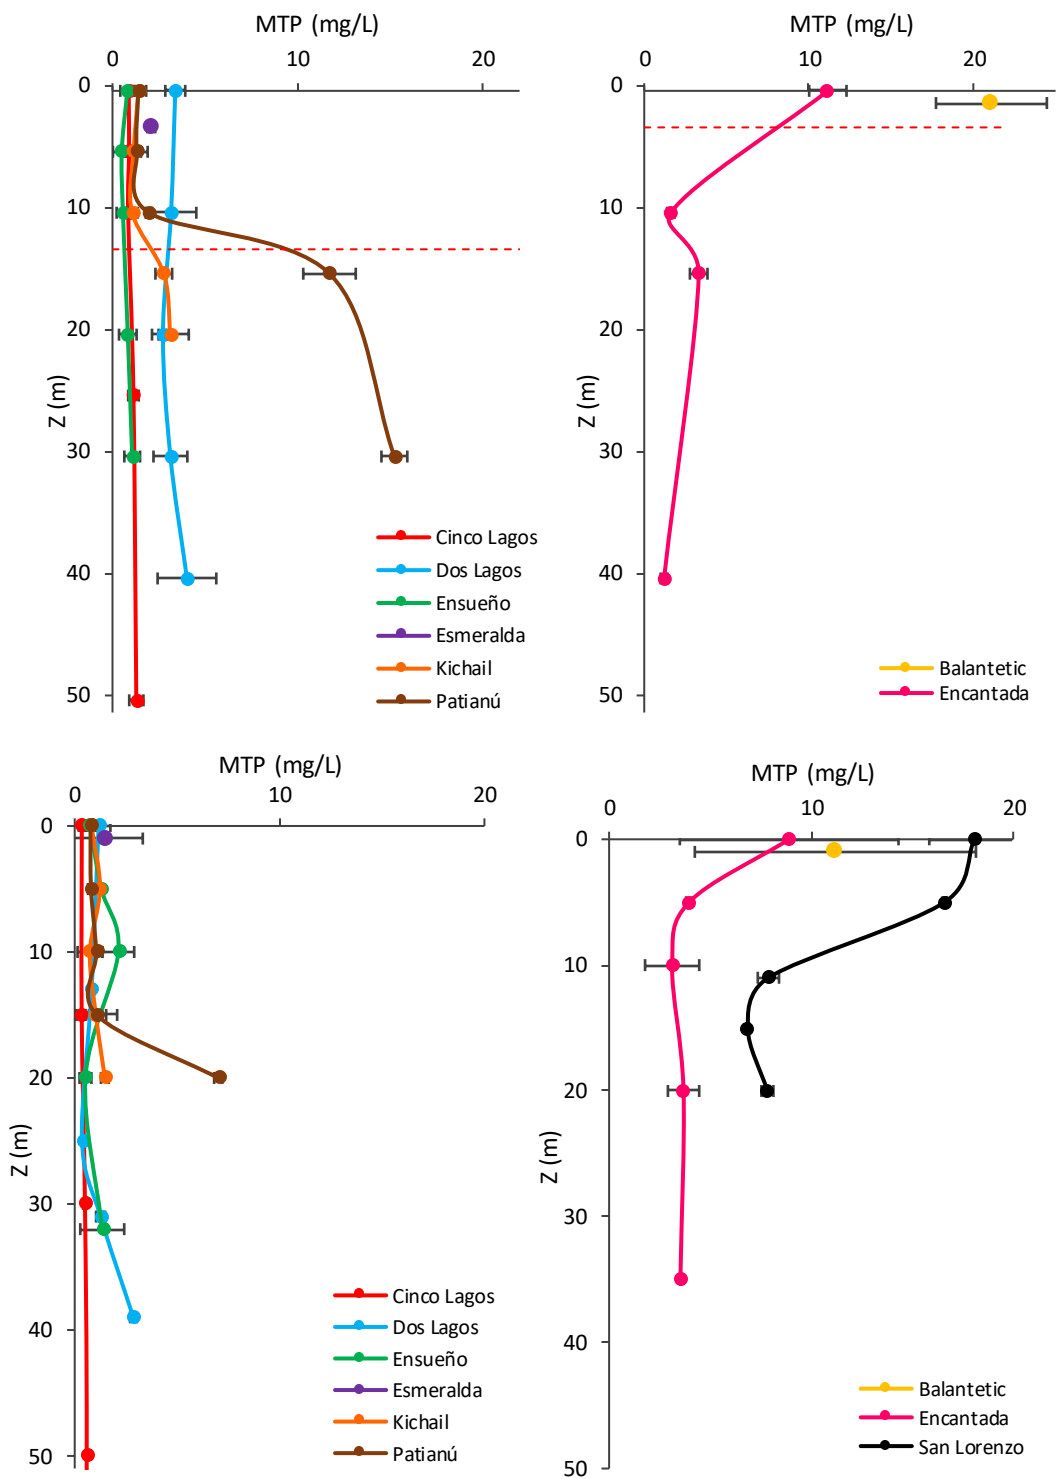 MTP (mg/L)
0 10 20
0
10
20
30
40
50
Z (m)
Cinco Lagos
Dos Lagos
Ensueño
Esmeralda
Kichail
Patianú
MTP (mg/L)
0 10 20
0
10
20
30
40
50
Z (m)
Balantetic
Encantada
MTP (mg/L)
0 10 20
0
10
20
30
40
50
Z (m)
Cinco Lagos
Dos Lagos
Ensueño
Esmeralda
Kichail
Patianú
MTP (mg/L)
0 10 20
0
10
20
30
40
50
Z (m)
Balantetic
Encantada
San Lorenzo